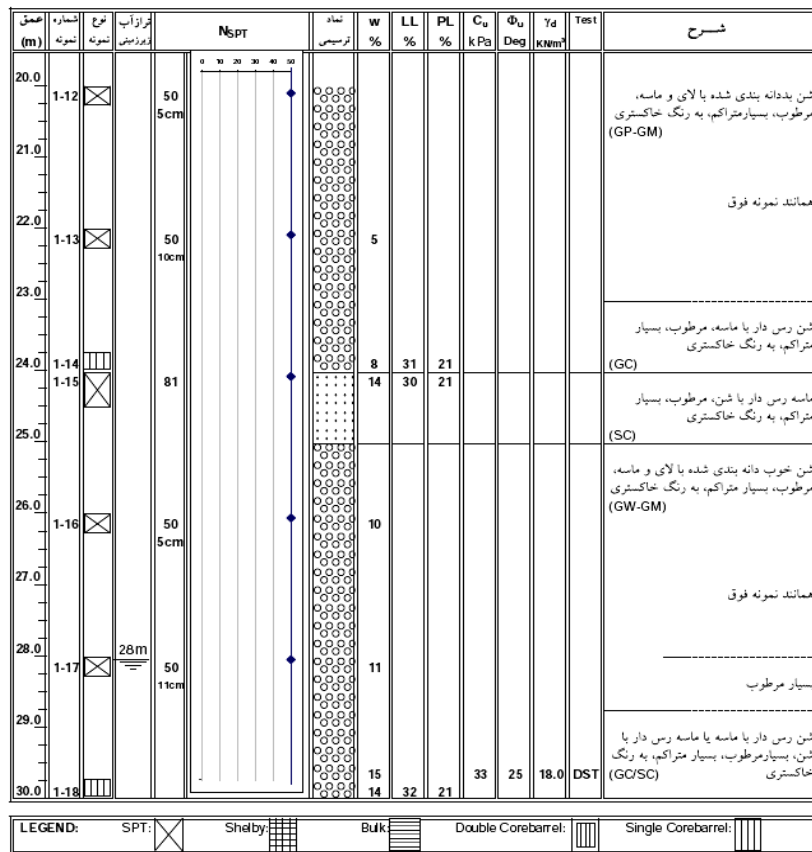 عمق (m) شماره نمونه نوع نمونه ترازآب زیرزمینی NSPT نماد ترسیمی w % LL % PL % Cu kPa Φu Deg γd KN/m³ Test شـــرح
0 10 20 30 40 50
20.0
1-12 50 5cm
شن بددانه بندی شده با لای و ماسه،
مرطوب، بسیارمتراکم، به رنگ خاکستری
(GP-GM)
21.0
همانند نمونه فوق
22.0
1-13 50 10cm 5
23.0
شن رس دار با ماسه، مرطوب، بسیار
متراکم، به رنگ خاکستری
(GC)
1-14 8 31 21
24.0
1-15 81 14 30 21
ماسه رس دار با شن، مرطوب، بسیار
متراکم، به رنگ خاکستری
(SC)
25.0
شن خوب دانه بندی شده با لای و ماسه،
مرطوب، بسیار متراکم، به رنگ خاکستری
(GW-GM)
26.0
1-16 50 5cm 10
27.0
همانند نمونه فوق
28.0
28m
1-17 50 11cm 11
بسیار مرطوب
29.0
شن رس دار با ماسه یا ماسه رس دار با
شن، بسیارمرطوب، بسیار متراکم، به رنگ
خاکستری (GC/SC)
15 33 25 18.0 DST
30.0 1-18 14 32 21
LEGEND: SPT: Shelby: Bulk: Double Corebarrel: Single Corebarrel: